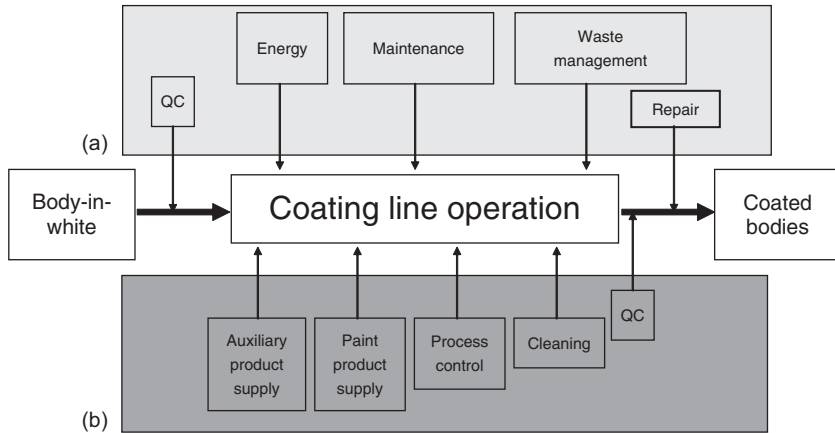 Energy
Maintenance
Waste
management
QC
Repair
(a)
Body-in-
white
Coating line operation
Coated
bodies
QC
Auxiliary
product
supply
Paint
product
supply
Process
control
Cleaning
(b)